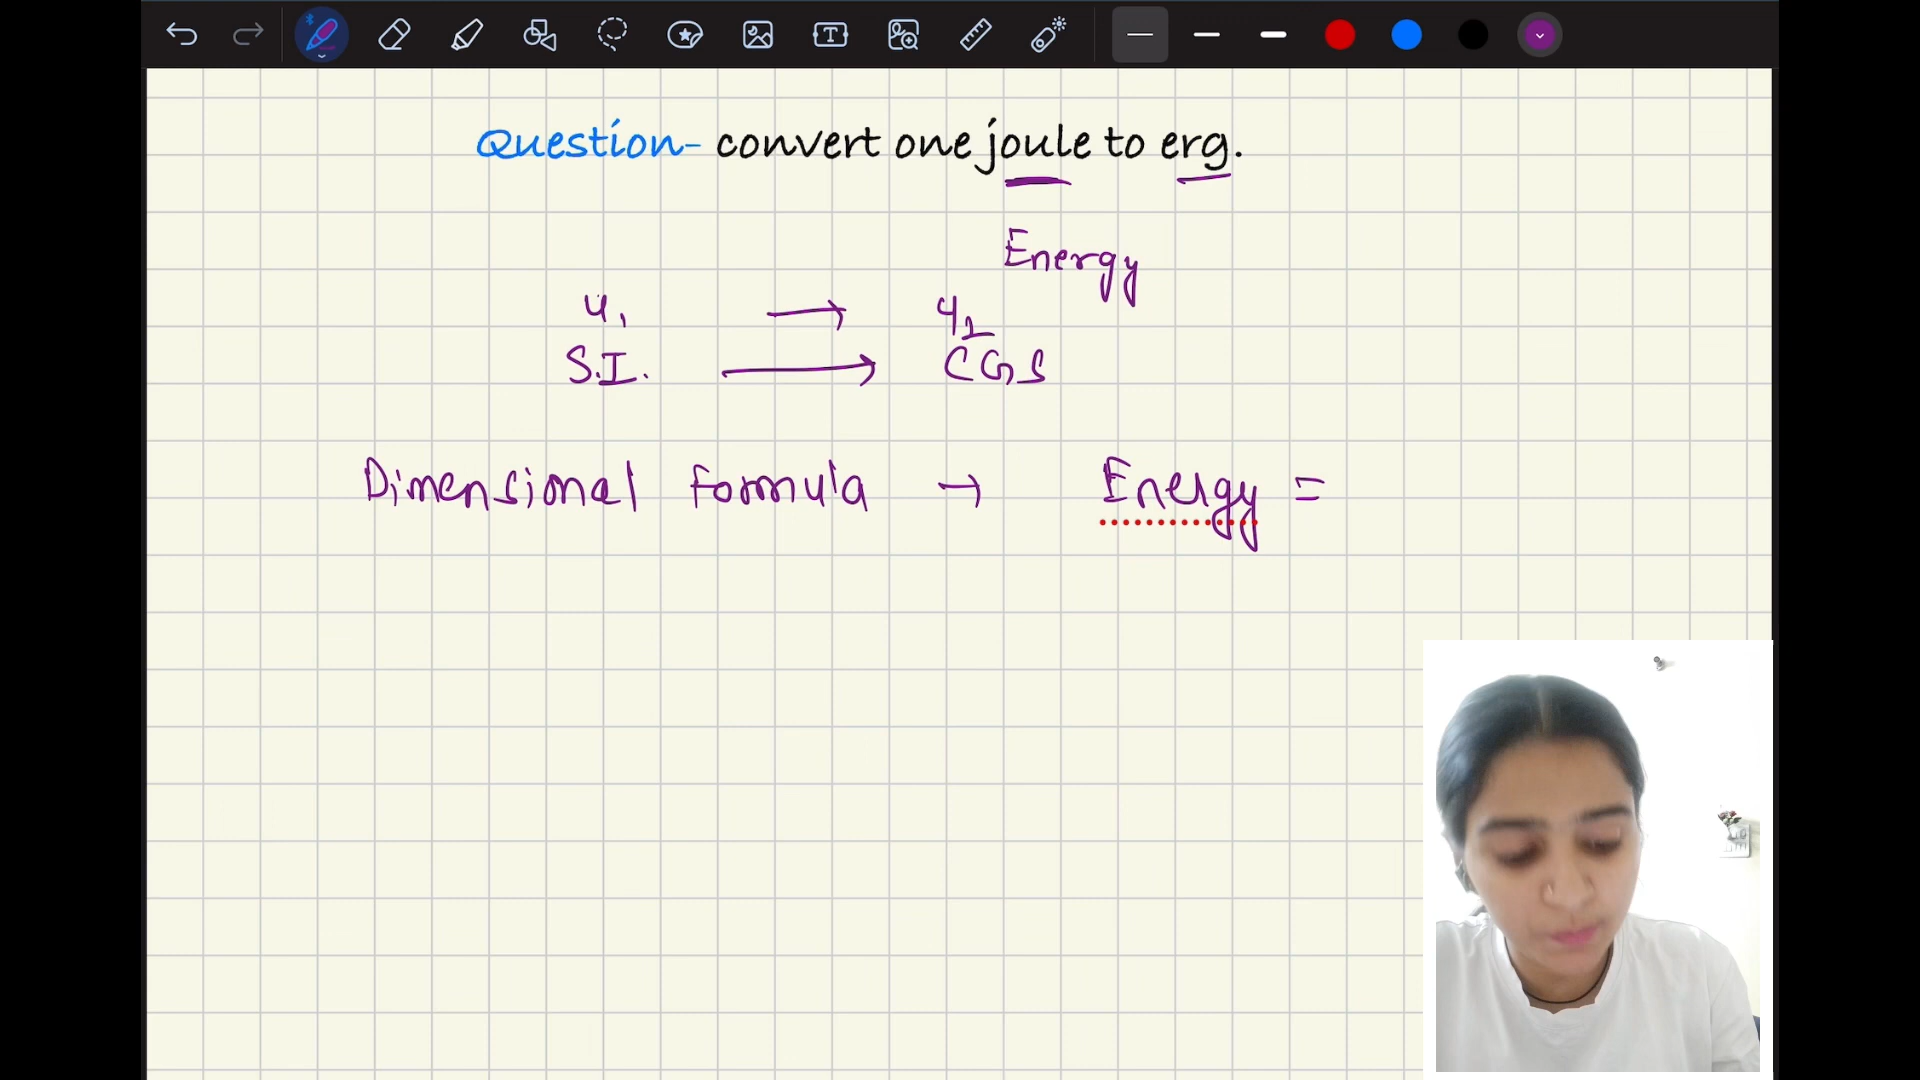 Question- convert one joule to erg.
Energy
u₁ → u₂
S.I. → CGS
Dimensional formula → Energy =